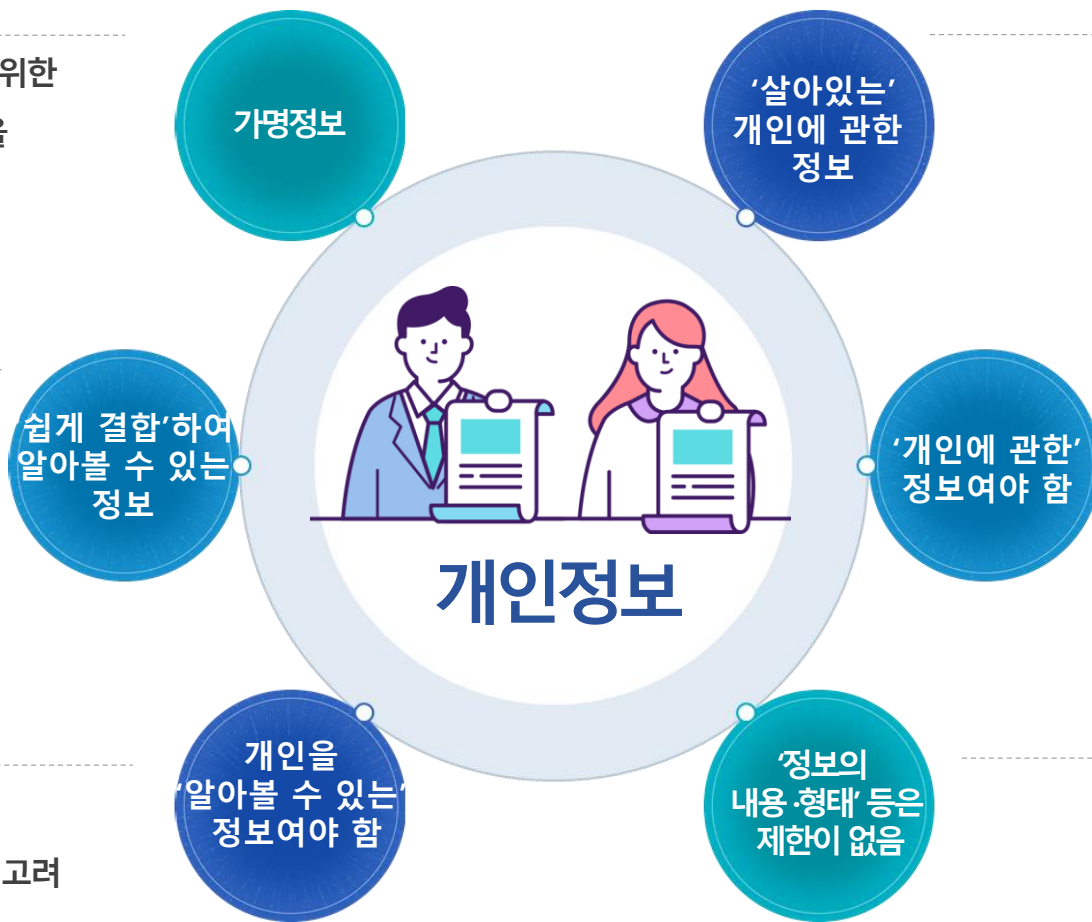 위한
을
가명정보
‘살아있는’
개인에 관한
정보
‘쉽게 결합’하여
알아볼 수 있는
정보
‘개인에 관한’
정보여야 함
개인정보
개인을
‘알아볼 수 있는’
정보여야 함
‘정보의
내용·형태’ 등은
제한이 없음
고려